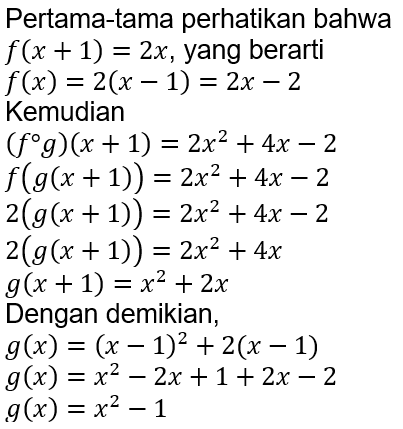 Pertama-tama perhatikan bahwa
f(x + 1) = 2x, yang berarti
f(x) = 2(x − 1) = 2x − 2
Kemudian
(f°g)(x + 1) = 2x² + 4x − 2
f(g(x + 1)) = 2x² + 4x − 2
2(g(x + 1)) = 2x² + 4x − 2
2(g(x + 1)) = 2x² + 4x
g(x + 1) = x² + 2x
Dengan demikian,
g(x) = (x − 1)² + 2(x − 1)
g(x) = x² − 2x + 1 + 2x − 2
g(x) = x² − 1